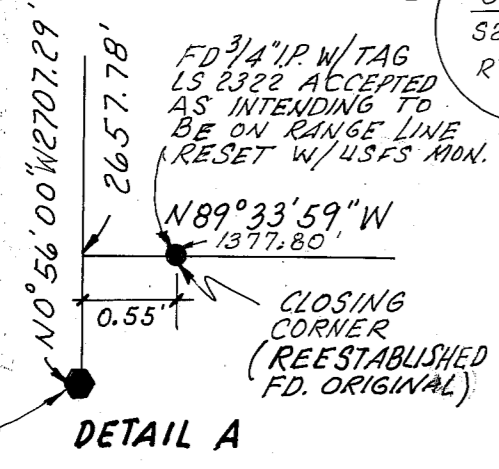 FD 3/4" I.P. W/ TAG
LS 2322 ACCEPTED
AS INTENDING TO
BE ON RANGE LINE
RESET W/ USFS MON.
N0°56'00"W 2707.29'
2657.78'
N89°33'59"W
1377.80'
0.55'
CLOSING
CORNER
(REESTABLISHED
FD. ORIGINAL)
DETAIL A
S2
R